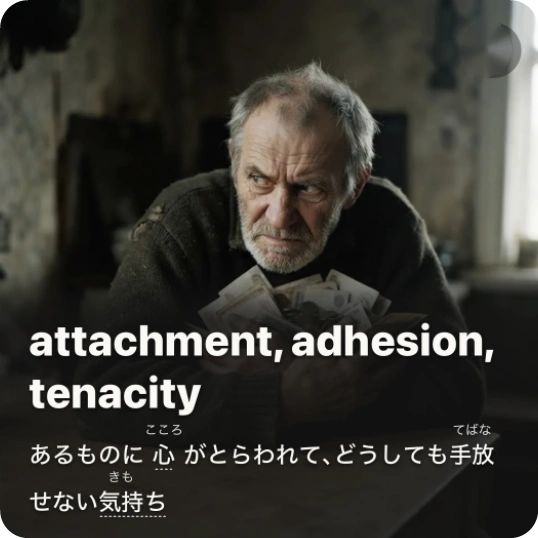 attachment, adhesion,
tenacity
こころ てばな
あるものに心がとらわれて、どうしても手放
きも
せない気持ち